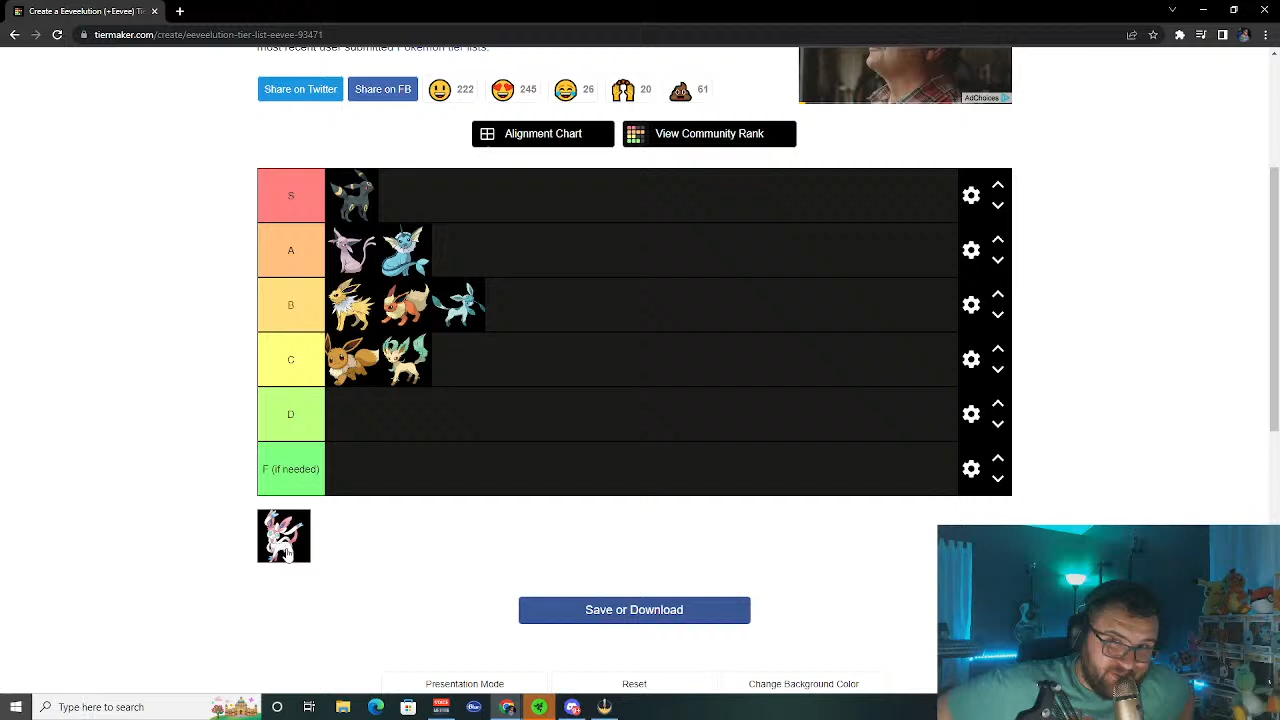 Create a Eeveelution (+Eevee) Tie
tiermaker.com/create/eeveelution-tier-list-eevee-93471
most recent user submitted Pokemon tier lists.
Share on Twitter
Share on FB
222
245
26
20
61
AdChoices
Alignment Chart
View Community Rank
S
A
B
C
D
F (if needed)
Save or Download
Presentation Mode
Reset
Change Background Color
Type here to search